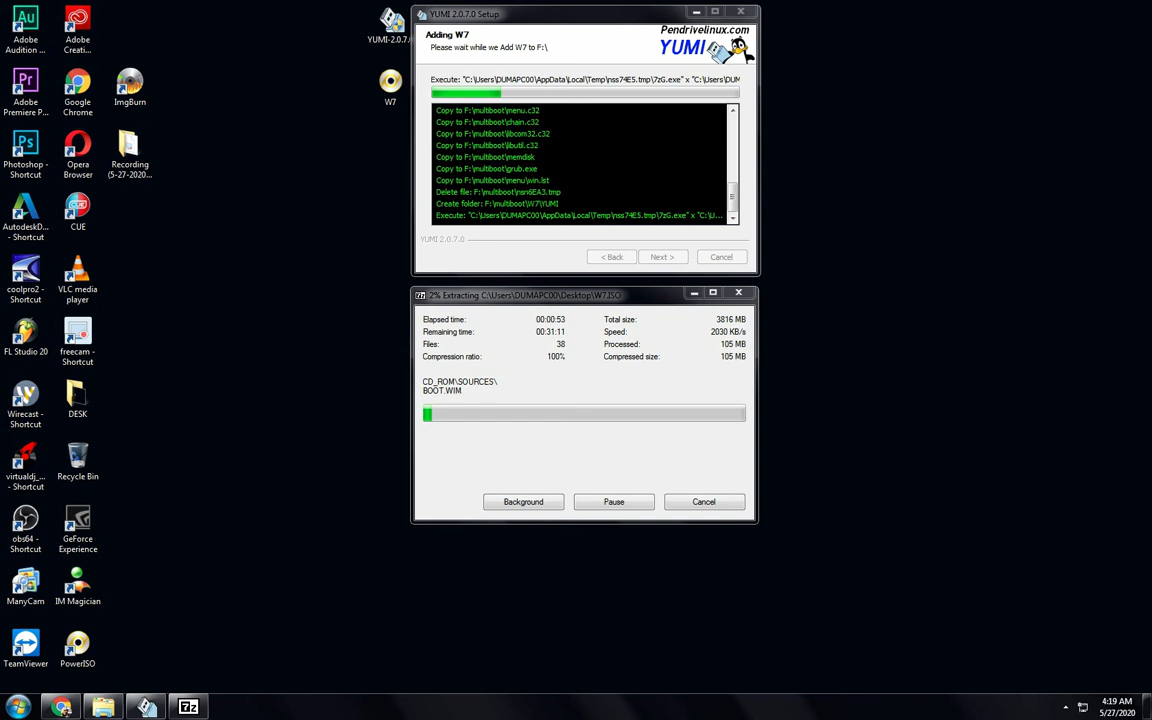 Adobe
Audition ...
Adobe
Creati...
Adobe
Premiere P...
Google
Chrome
ImgBurn
Photoshop -
Shortcut
Opera
Browser
Recording
(5-27-2020...
AutodeskD...
- Shortcut
CUE
coolpro2 -
Shortcut
VLC media
player
FL Studio 20
freecam -
Shortcut
Wirecast -
Shortcut
DESK
virtualdj_...
- Shortcut
Recycle Bin
obs64 -
Shortcut
GeForce
Experience
ManyCam
IM Magician
TeamViewer
PowerISO
YUMI-2.0.7.
W7
YUMI 2.0.7.0 Setup
Adding W7
Please wait while we Add W7 to F:\
Pendrivelinux.com
YUMI
Execute: "C:\Users\DUMAPC00\AppData\Local\Temp\nss74E5.tmp\7zG.exe" x "C:\Users\DUM
Copy to F:\multiboot\menu.c32
Copy to F:\multiboot\chain.c32
Copy to F:\multiboot\libcom32.c32
Copy to F:\multiboot\libutil.c32
Copy to F:\multiboot\memdisk
Copy to F:\multiboot\grub.exe
Copy to F:\multiboot\menu\win.lst
Delete file: F:\multiboot\nsn6EA3.tmp
Create folder: F:\multiboot\W7\YUMI
Execute: "C:\Users\DUMAPC00\AppData\Local\Temp\nss74E5.tmp\7zG.exe" x "C:\U...
YUMI 2.0.7.0
< Back
Next >
Cancel
7z 2% Extracting C:\Users\DUMAPC00\Desktop\W7.ISO
Elapsed time: 00:00:53 Total size: 3816 MB
Remaining time: 00:31:11 Speed: 2030 KB/s
Files: 38 Processed: 105 MB
Compression ratio: 100% Compressed size: 105 MB
CD_ROM\SOURCES\
BOOT.WIM
Background
Pause
Cancel
7z
4:19 AM
5/27/2020